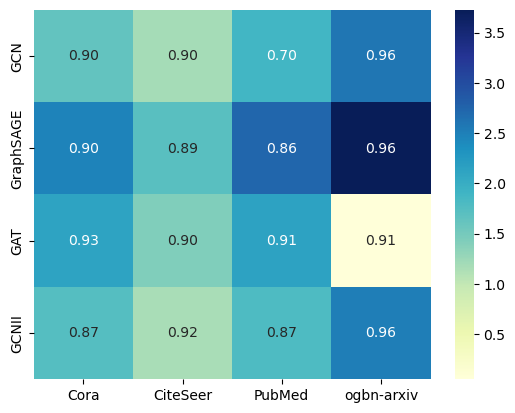 GCN 0.90 0.90 0.70 0.96
GraphSAGE 0.90 0.89 0.86 0.96
GAT 0.93 0.90 0.91 0.91
GCNII 0.87 0.92 0.87 0.96
Cora CiteSeer PubMed ogbn-arxiv
3.5
3.0
2.5
2.0
1.5
1.0
0.5